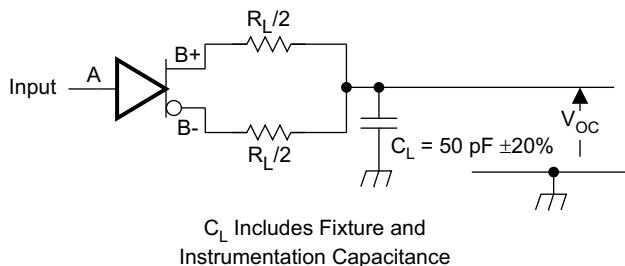 R_L/2
B+
Input
A
B-
R_L/2
V_OC
C_L = 50 pF ±20%
C_L Includes Fixture and
Instrumentation Capacitance